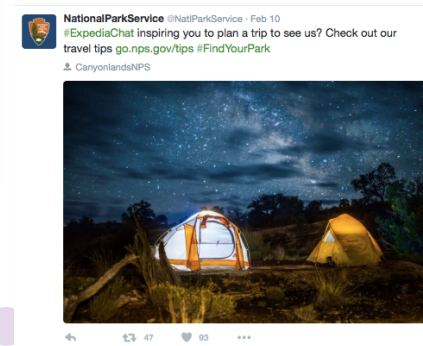 NationalParkService @NatlParkService · Feb 10
#ExpediaChat inspiring you to plan a trip to see us? Check out our
travel tips go.nps.gov/tips #FindYourPark
CanyonlandsNPS
47 93